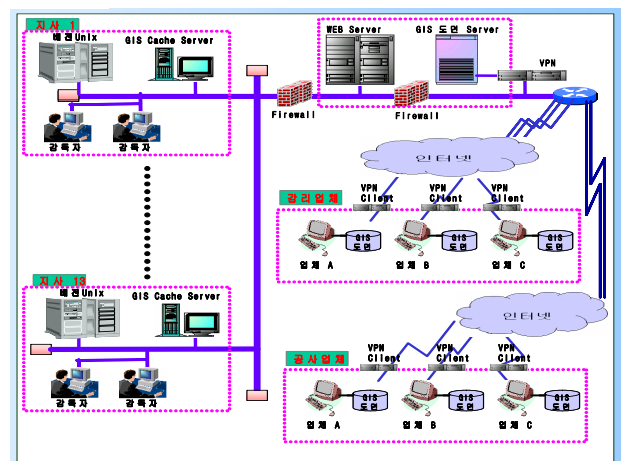 지사 1
배전Unix
GIS Cache Server
감독자
감독자
WEB Server
GIS 도면 Server
VPN
Firewall
Firewall
인터넷
감리업체
VPN
Client
VPN
Client
VPN
Client
GIS
도면
GIS
도면
GIS
도면
업체 A
업체 B
업체 C
지사 13
배전Unix
GIS Cache Server
감독자
감독자
인터넷
공사업체
VPN
Client
VPN
Client
VPN
Client
GIS
도면
GIS
도면
GIS
도면
업체 A
업체 B
업체 C